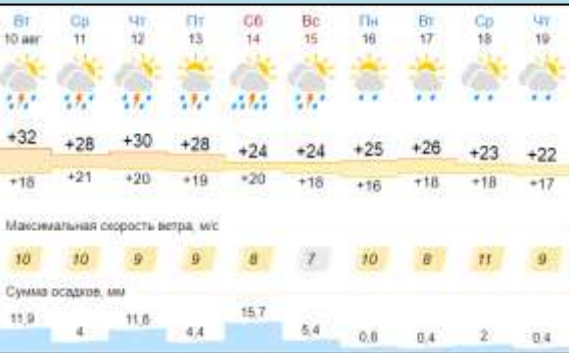 Вт Ср Чт Пт Сб Вс Пн Вт Ср Чт
10 авг 11 12 13 14 15 16 17 18 19
+32 +28 +30 +28 +24 +24 +25 +26 +23 +22
+18 +21 +20 +19 +20 +18 +16 +18 +18 +17
Максимальная скорость ветра, м/с
10 10 9 9 8 7 10 8 11 9
Сумма осадков, мм
11,9 4 11,6 4,4 15,7 5,4 0,6 0,4 2 0,4